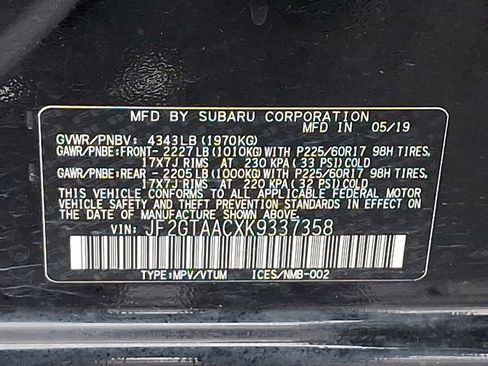 MFD BY SUBARU CORPORATION
MFD IN 05/19
GVWR/PNBV: 4343LB (1970KG)
GAWR/PNBE:FRONT- 2227LB (1010KG) WITH P225/60R17 98H TIRES,
17X7J RIMS AT 230 KPA (33 PSI) COLD
GAWR/PNBE:REAR - 2205LB (1000KG) WITH P225/60R17 98H TIRES,
17X7J RIMS AT 220 KPA (32 PSI) COLD
THIS VEHICLE CONFORMS TO ALL APPLICABLE FEDERAL MOTOR
VEHICLE SAFETY AND THEFT PREVENTION STANDARDS IN EFFECT
ON THE DATE OF MANUFACTURE SHOWN ABOVE.
VIN: JF2GTAACXK9337358
TYPE:MPV/VTUM ICES/NMB-002